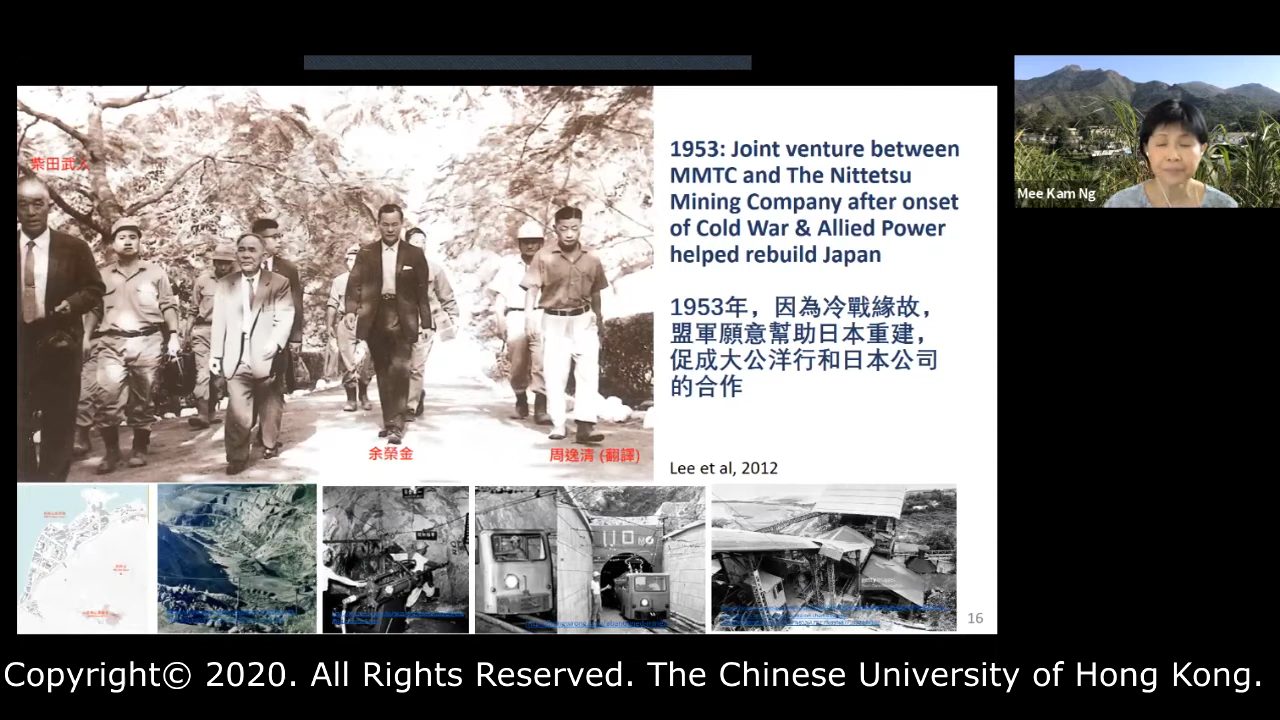 柴田武
Mee Kam Ng
1953: Joint venture between
MMTC and The Nittetsu
Mining Company after onset
of Cold War & Allied Power
helped rebuild Japan
1953年，因為冷戰緣故，
盟軍願意幫助日本重建，
促成大公洋行和日本公司
的合作
余榮金
周逸清 (翻譯)
Lee et al, 2012
16
Copyright© 2020. All Rights Reserved. The Chinese University of Hong Kong.